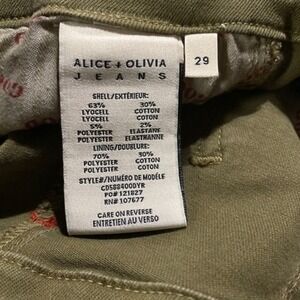 ALICE + OLIVIA
JEANS
29
SHELL/EXTÉRIEUR:
63% 30%
LYOCELL COTTON
LYOCELL COTON
5% 2%
POLYESTER ELASTANE
POLYESTER ELASTHANNE
LINING/DOUBLURE:
70% 30%
POLYESTER COTTON
POLYESTER COTON
STYLE#/NUMÉRO DE MODÈLE
CD588400DYR
PO# 121827
RN# 107677
CARE ON REVERSE
ENTRETIEN AU VERSO